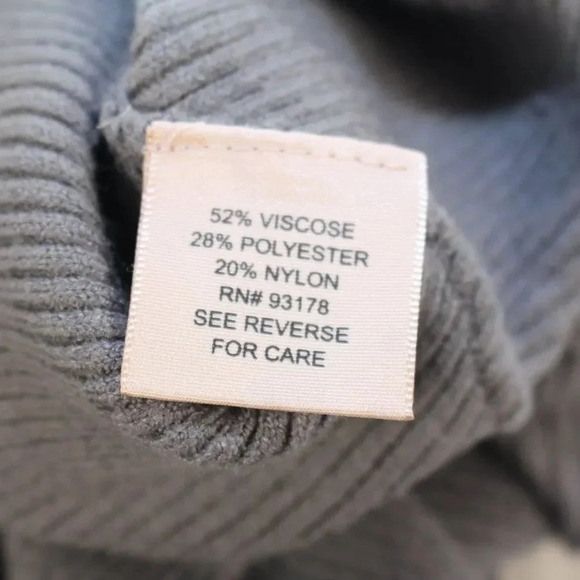 52% VISCOSE
28% POLYESTER
20% NYLON
RN# 93178
SEE REVERSE
FOR CARE